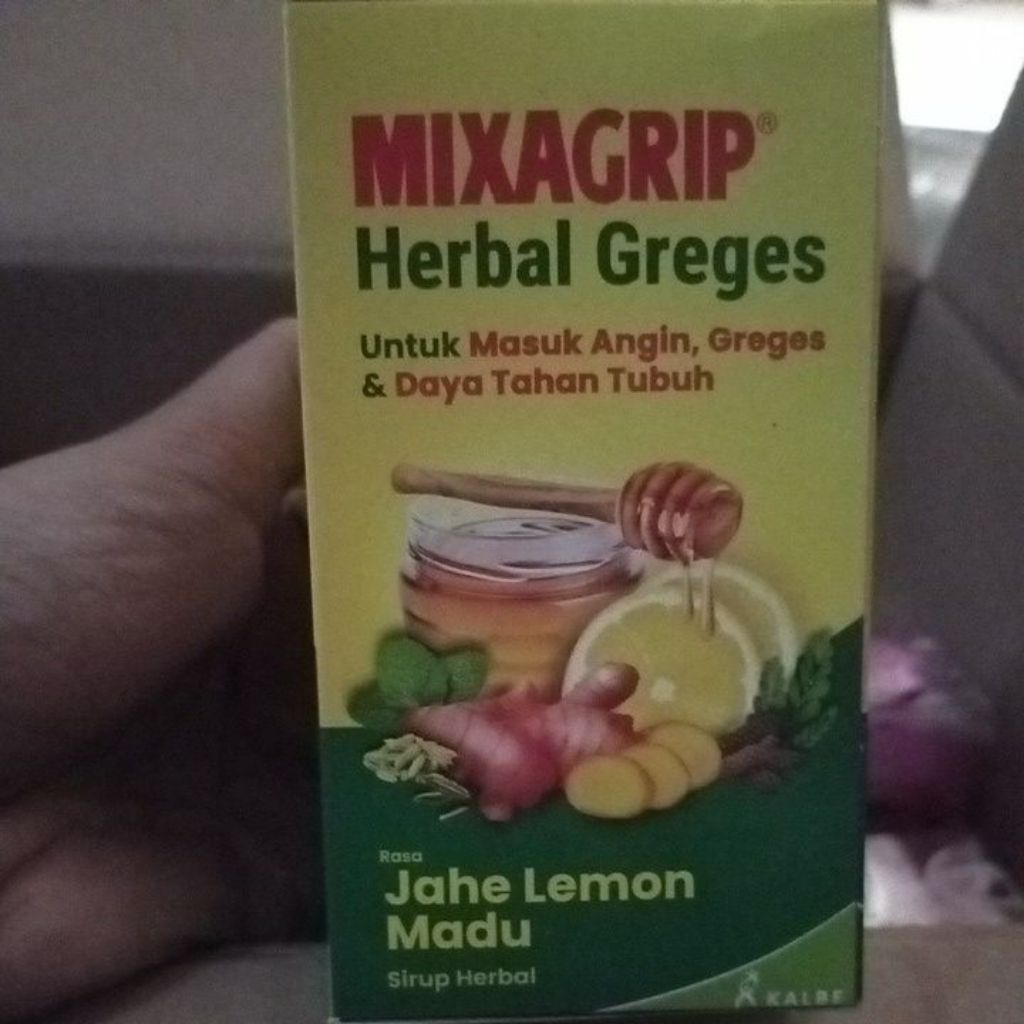 MIXAGRIP®
Herbal Greges
Untuk Masuk Angin, Greges
& Daya Tahan Tubuh
Rasa
Jahe Lemon
Madu
Sirup Herbal
KALBE